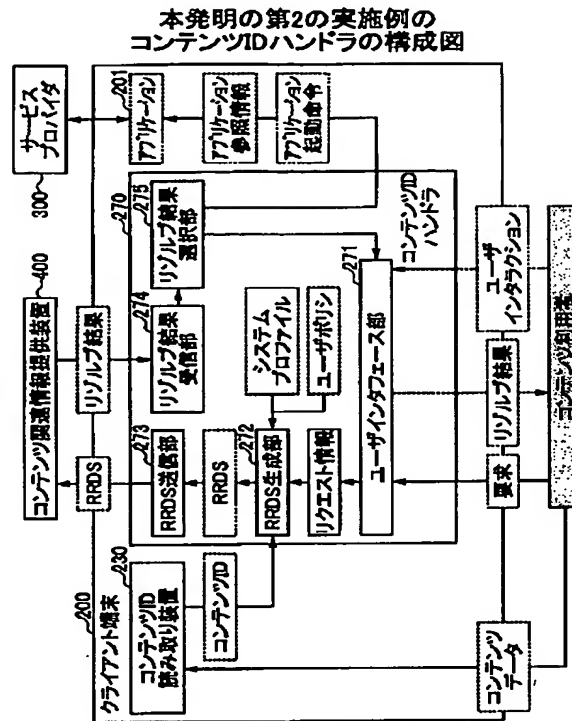 本発明の第2の実施例の
コンテンツIDハンドラの構成図
300
サービス
プロバイダ
400
コンテンツ関連情報提供装置
200
クライアント端末
RRDS
リゾルブ結果
201
アプリケーション
アプリケーション
参照情報
アプリケーション
起動命令
230
コンテンツID
読み取り装置
コンテンツID
270
コンテンツID
ハンドラ
273
RRDS送信部
RRDS
272
RRDS生成部
リクエスト情報
274
リゾルブ結果
受信部
275
リゾルブ結果
選択部
システム
プロファイル
ユーザポリシ
271
ユーザインタフェース部
コンテンツ
データ
要求
リゾルブ結果
ユーザ
インタラクション
コンテンツ利用者